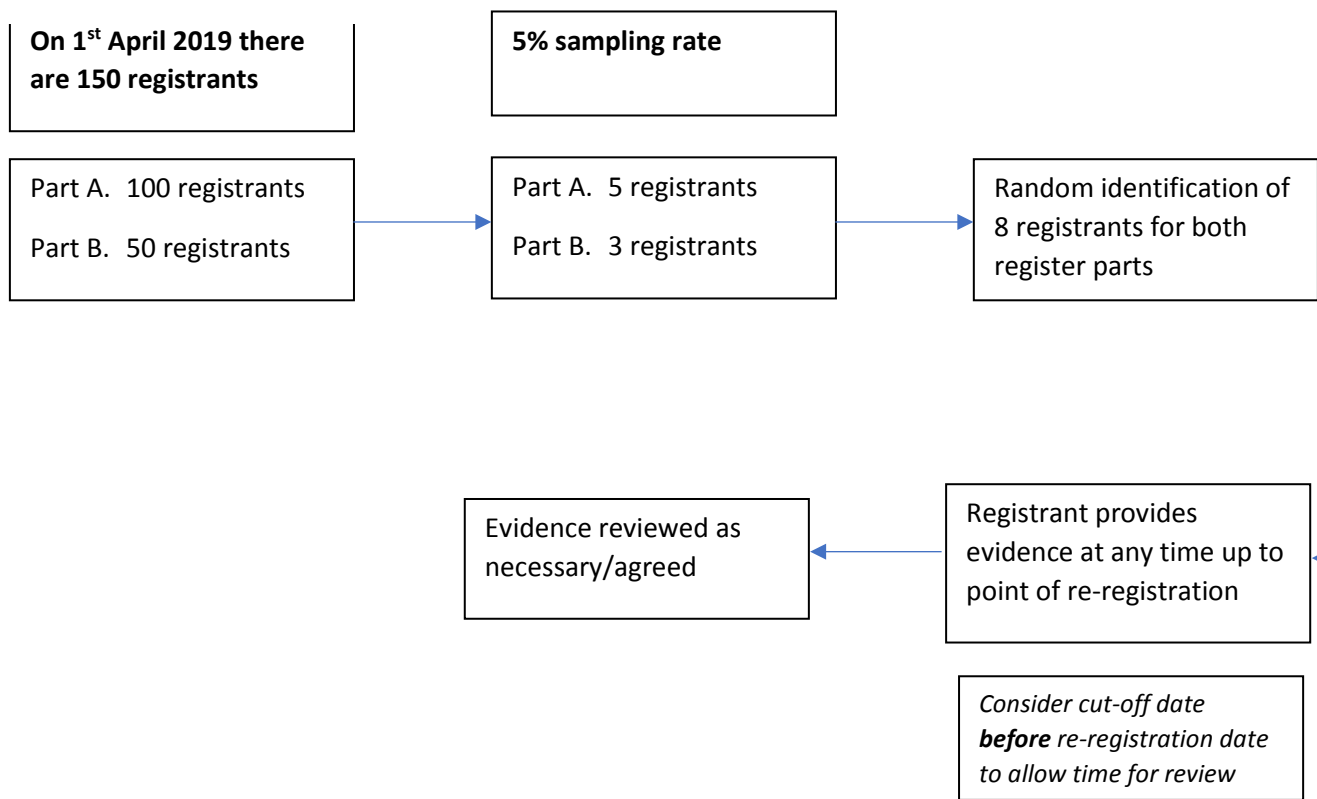 On 1st April 2019 there
are 150 registrants
5% sampling rate
Part A. 100 registrants
Part B. 50 registrants
Part A. 5 registrants
Part B. 3 registrants
Random identification of
8 registrants for both
register parts
Evidence reviewed as
necessary/agreed
Registrant provides
evidence at any time up to
point of re-registration
Consider cut-off date
before re-registration date
to allow time for review